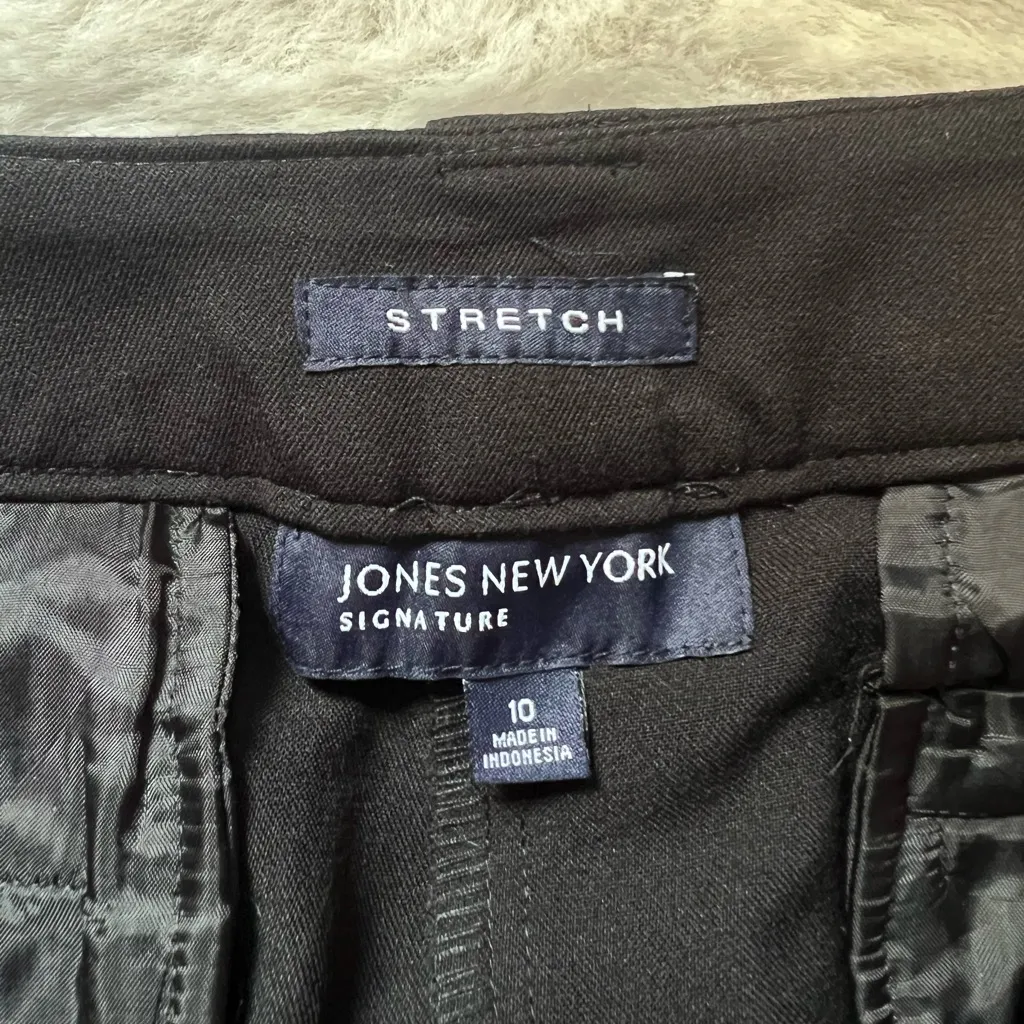 STRETCH
JONES NEW YORK
SIGNATURE
10
MADE IN
INDONESIA